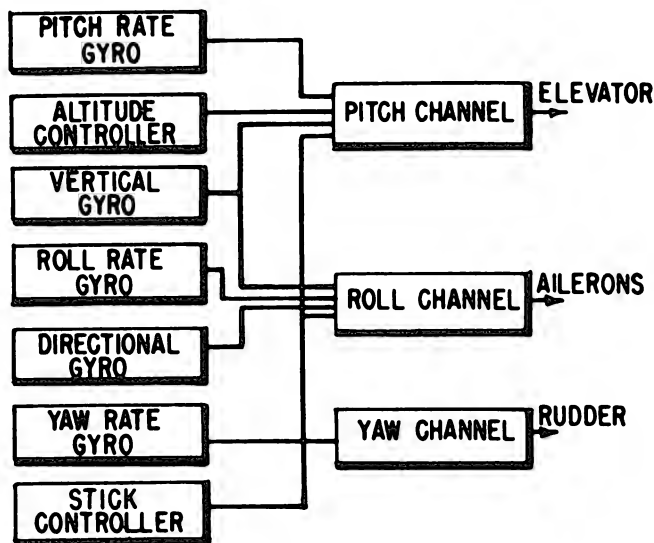 PITCH RATE
GYRO
ALTITUDE
CONTROLLER
VERTICAL
GYRO
ROLL RATE
GYRO
DIRECTIONAL
GYRO
YAW RATE
GYRO
STICK
CONTROLLER
PITCH CHANNEL
ELEVATOR
ROLL CHANNEL
AILERONS
YAW CHANNEL
RUDDER